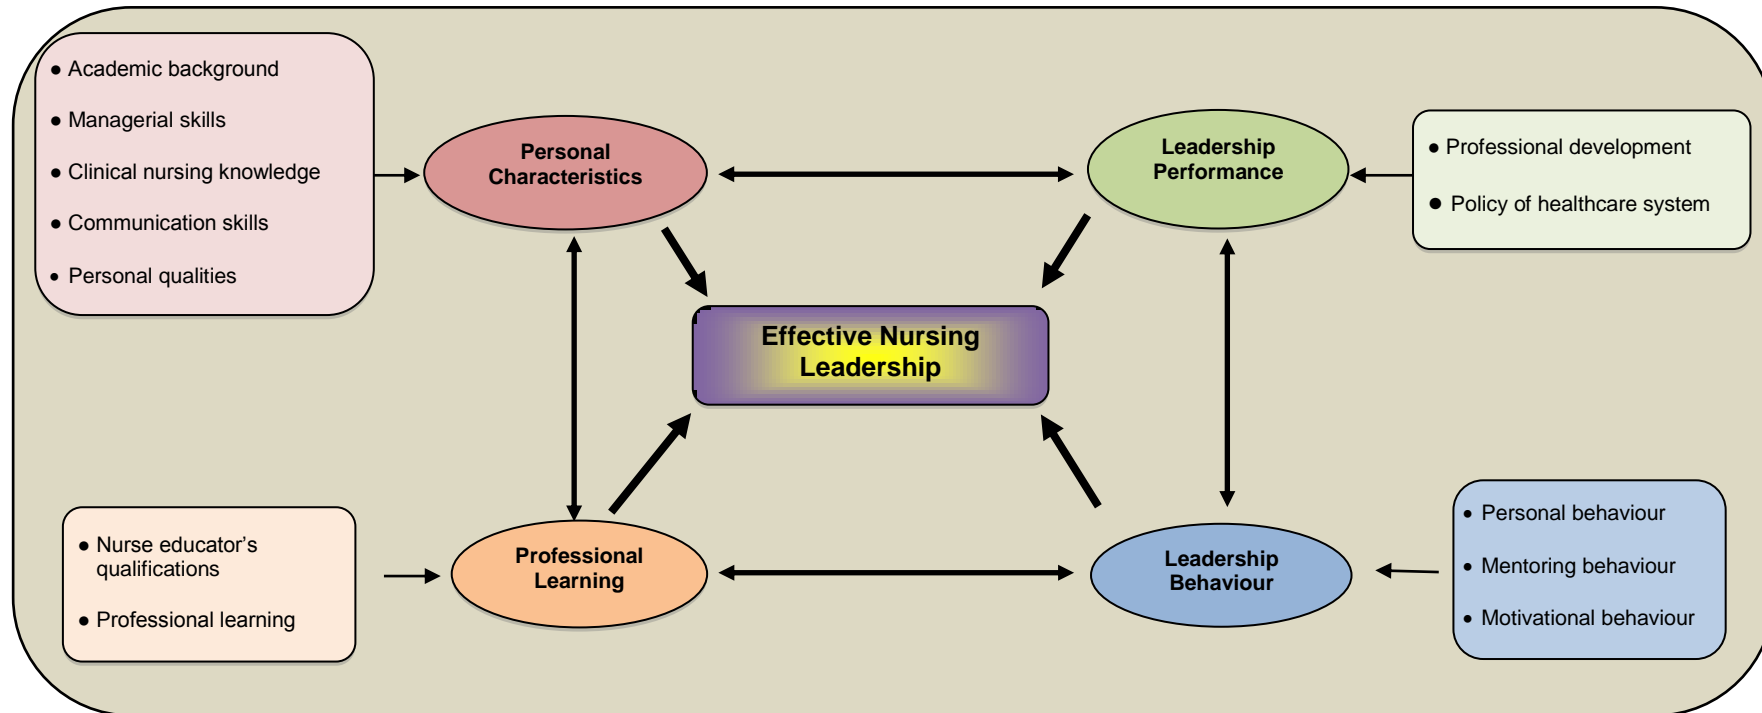 ● Academic background
● Managerial skills
● Clinical nursing knowledge
● Communication skills
● Personal qualities
Personal
Characteristics
Leadership
Performance
● Professional development
● Policy of healthcare system
Effective Nursing
Leadership
● Nurse educator’s
qualifications
● Professional learning
Professional
Learning
Leadership
Behaviour
● Personal behaviour
● Mentoring behaviour
● Motivational behaviour